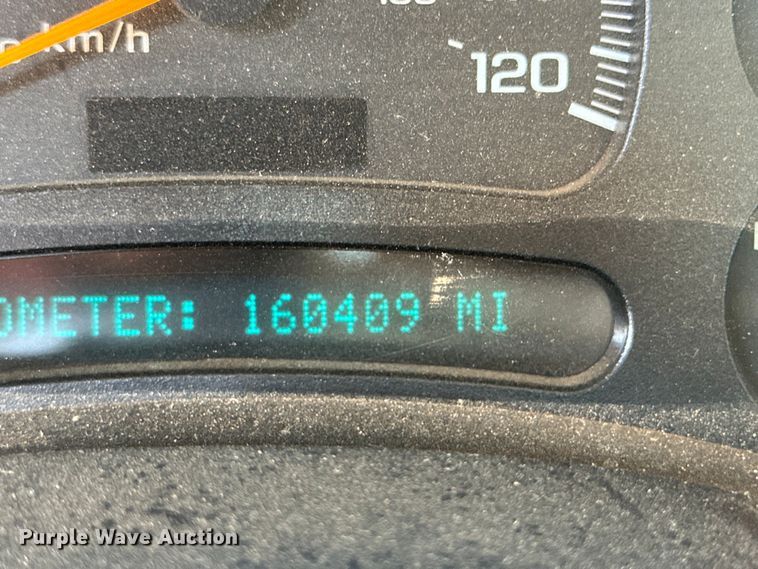 km/h
120
OMETER: 160409 MI
Purple Wave Auction